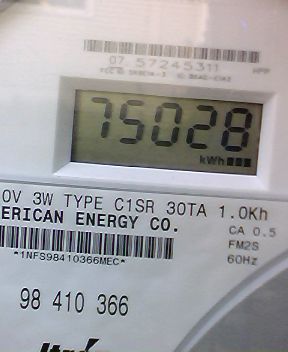 07 57245311
75028
kWh
0V 3W TYPE C1SR 30TA 1.0Kh
ERICAN ENERGY CO.
CA 0.5
FM2S
60Hz
*1NFS98410366MEC*
98 410 366